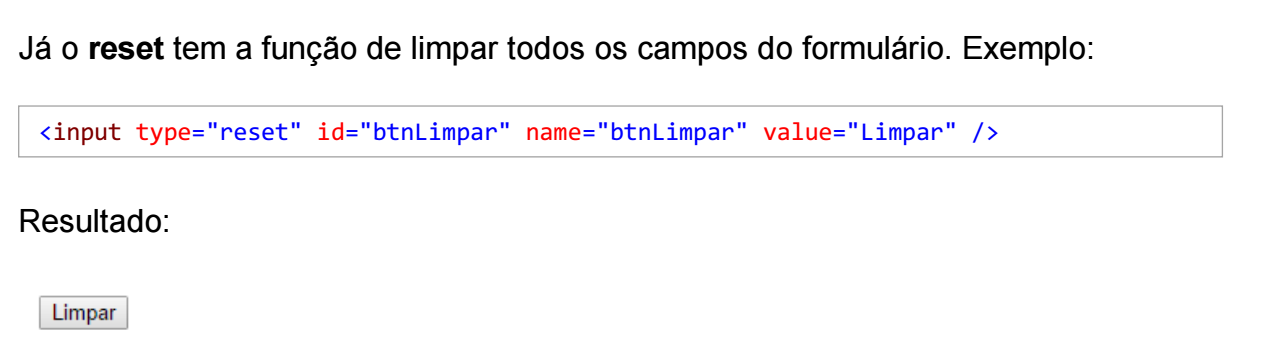 Já o reset tem a função de limpar todos os campos do formulário. Exemplo:
<input type="reset" id="btnLimpar" name="btnLimpar" value="Limpar" />
Resultado:
Limpar